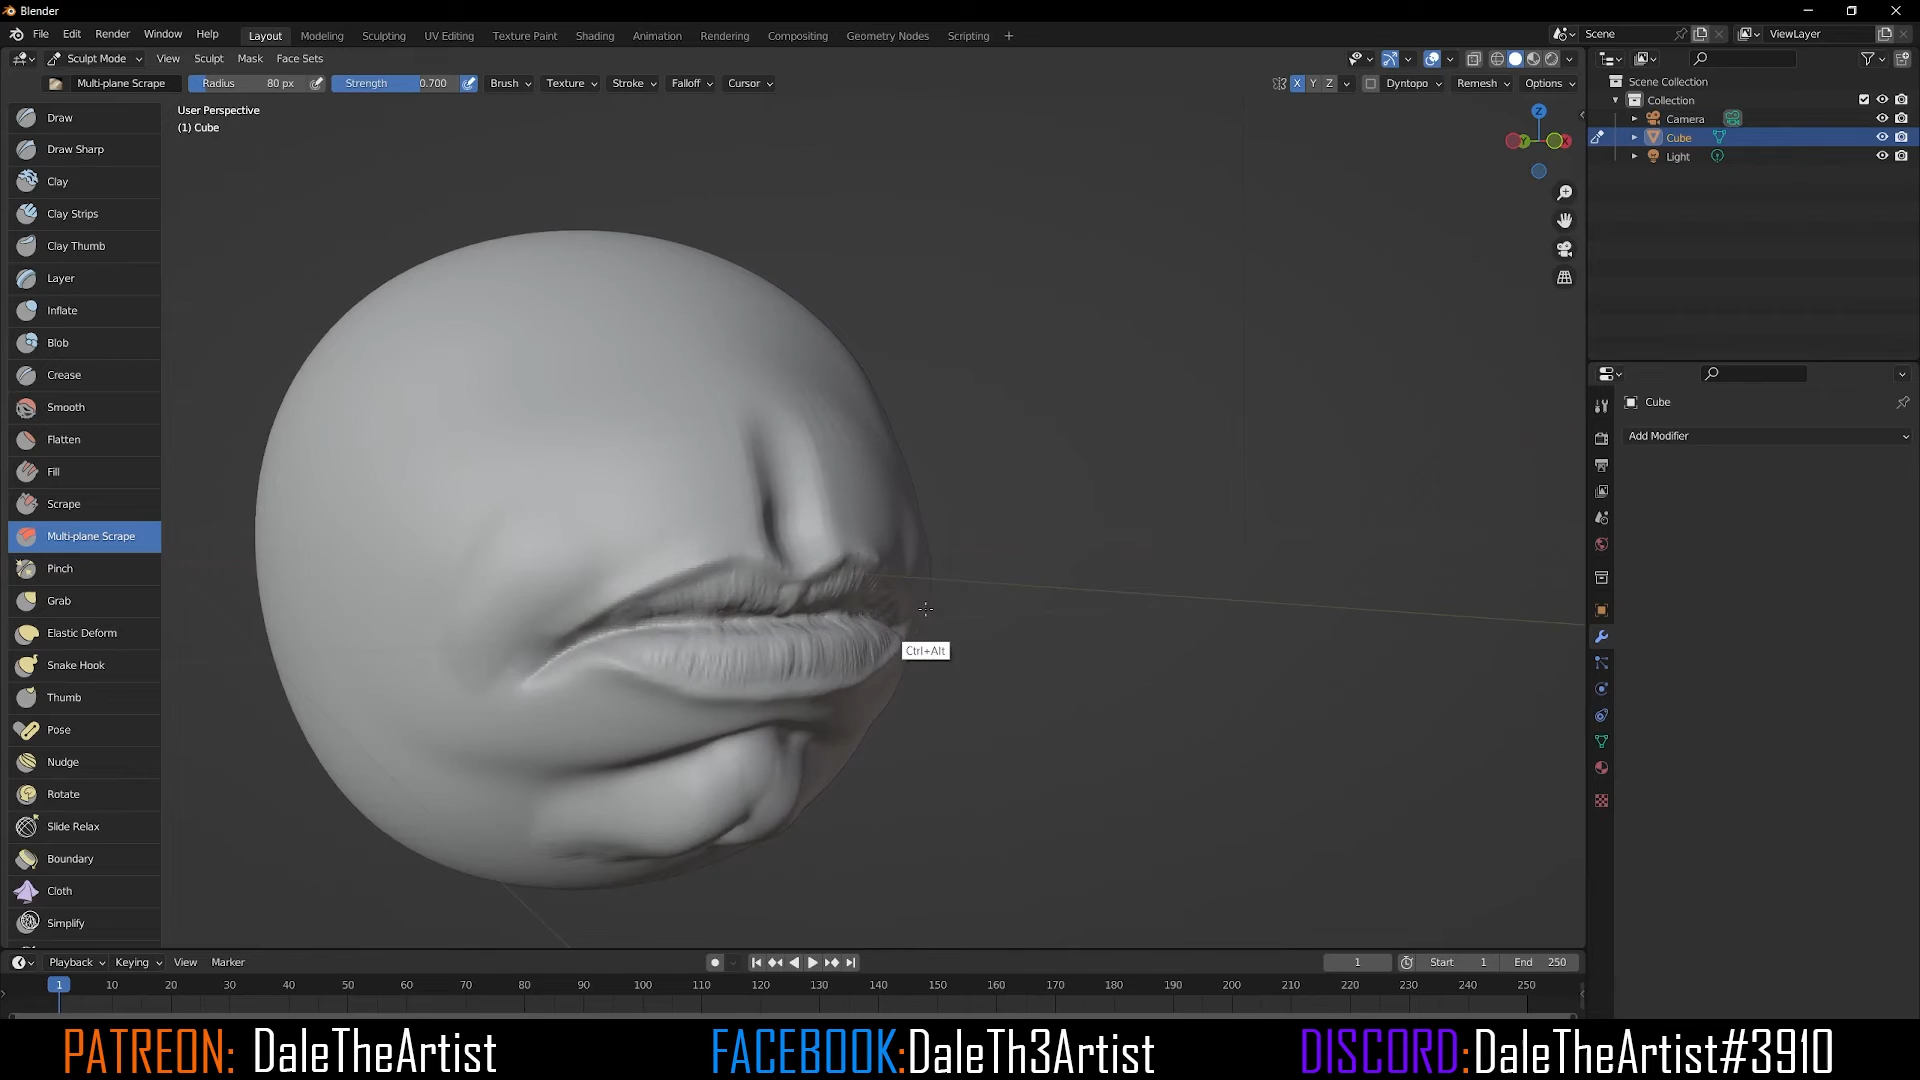 Blender
File Edit Render Window Help Layout Modeling Sculpting UV Editing Texture Paint Shading Animation Rendering Compositing Geometry Nodes Scripting + Scene ViewLayer
Sculpt Mode View Sculpt Mask Face Sets
Multi-plane Scrape Radius 80 px Strength 0.700 Brush Texture Stroke Falloff Cursor X Y Z Dyntopo Remesh Options
User Perspective
(1) Cube
Draw
Draw Sharp
Clay
Clay Strips
Clay Thumb
Layer
Inflate
Blob
Crease
Smooth
Flatten
Fill
Scrape
Multi-plane Scrape
Pinch
Grab
Elastic Deform
Snake Hook
Thumb
Pose
Nudge
Rotate
Slide Relax
Boundary
Cloth
Simplify
Z
Y
X
Ctrl+Alt
Scene Collection
Collection
Camera
Cube
Light
Cube
Add Modifier
Playback Keying View Marker 1 Start 1 End 250
1 10 20 30 40 50 60 70 80 90 100 110 120 130 140 150 160 170 180 190 200 210 220 230 240 250
PATREON: DaleTheArtist FACEBOOK:DaleTh3Artist DISCORD:DaleTheArtist#3910